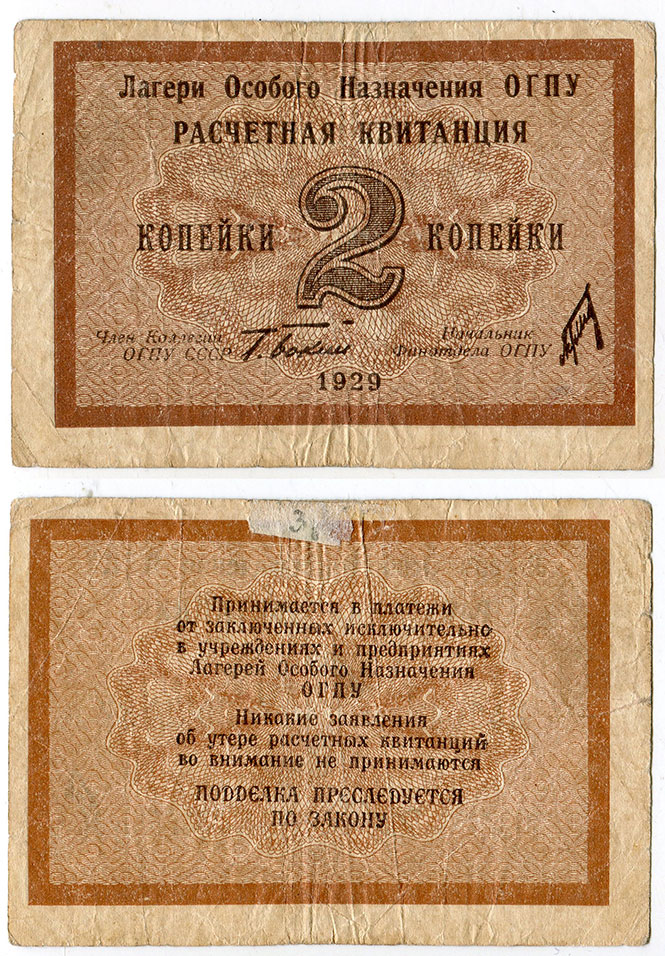 Лагери Особого Назначения ОГПУ
РАСЧЕТНАЯ КВИТАНЦИЯ
КОПЕЙКИ 2 КОПЕЙКИ
Член Коллегии
ОГПУ СССР
Начальник
Финотдела ОГПУ
1929
3
Принимается в платежи
от заключенных исключительно
в учреждениях и предприятиях
Лагерей Особого Назначения
ОГПУ
Никакие заявления
об утере расчетных квитанций
во внимание не принимаются
ПОДДЕЛКА ПРЕСЛЕДУЕТСЯ
ПО ЗАКОНУ